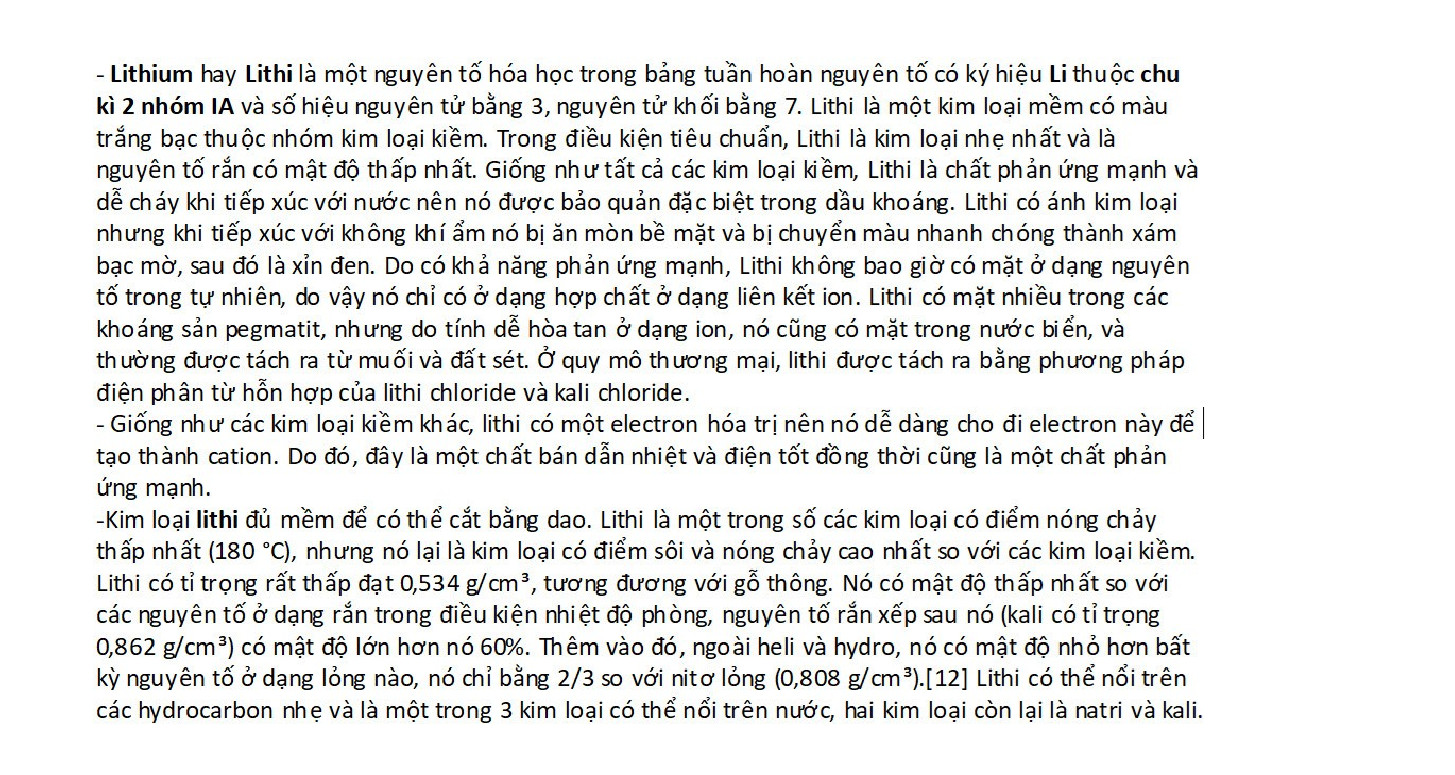 - Lithium hay Lithi là một nguyên tố hóa học trong bảng tuần hoàn nguyên tố có ký hiệu Li thuộc chu
kì 2 nhóm IA và số hiệu nguyên tử bằng 3, nguyên tử khối bằng 7. Lithi là một kim loại mềm có màu
trắng bạc thuộc nhóm kim loại kiềm. Trong điều kiện tiêu chuẩn, Lithi là kim loại nhẹ nhất và là
nguyên tố rắn có mật độ thấp nhất. Giống như tất cả các kim loại kiềm, Lithi là chất phản ứng mạnh và
dễ cháy khi tiếp xúc với nước nên nó được bảo quản đặc biệt trong dầu khoáng. Lithi có ánh kim loại
nhưng khi tiếp xúc với không khí ẩm nó bị ăn mòn bề mặt và bị chuyển màu nhanh chóng thành xám
bạc mờ, sau đó là xỉn đen. Do có khả năng phản ứng mạnh, Lithi không bao giờ có mặt ở dạng nguyên
tố trong tự nhiên, do vậy nó chỉ có ở dạng hợp chất ở dạng liên kết ion. Lithi có mặt nhiều trong các
khoáng sản pegmatit, nhưng do tính dễ hòa tan ở dạng ion, nó cũng có mặt trong nước biển, và
thường được tách ra từ muối và đất sét. Ở quy mô thương mại, lithi được tách ra bằng phương pháp
điện phân từ hỗn hợp của lithi chloride và kali chloride.
- Giống như các kim loại kiềm khác, lithi có một electron hóa trị nên nó dễ dàng cho đi electron này để
tạo thành cation. Do đó, đây là một chất bán dẫn nhiệt và điện tốt đồng thời cũng là một chất phản
ứng mạnh.
-Kim loại lithi đủ mềm để có thể cắt bằng dao. Lithi là một trong số các kim loại có điểm nóng chảy
thấp nhất (180 °C), nhưng nó lại là kim loại có điểm sôi và nóng chảy cao nhất so với các kim loại kiềm.
Lithi có tỉ trọng rất thấp đạt 0,534 g/cm³, tương đương với gỗ thông. Nó có mật độ thấp nhất so với
các nguyên tố ở dạng rắn trong điều kiện nhiệt độ phòng, nguyên tố rắn xếp sau nó (kali có tỉ trọng
0,862 g/cm³) có mật độ lớn hơn nó 60%. Thêm vào đó, ngoài heli và hydro, nó có mật độ nhỏ hơn bất
kỳ nguyên tố ở dạng lỏng nào, nó chỉ bằng 2/3 so với nitơ lỏng (0,808 g/cm³).[12] Lithi có thể nổi trên
các hydrocarbon nhẹ và là một trong 3 kim loại có thể nổi trên nước, hai kim loại còn lại là natri và kali.